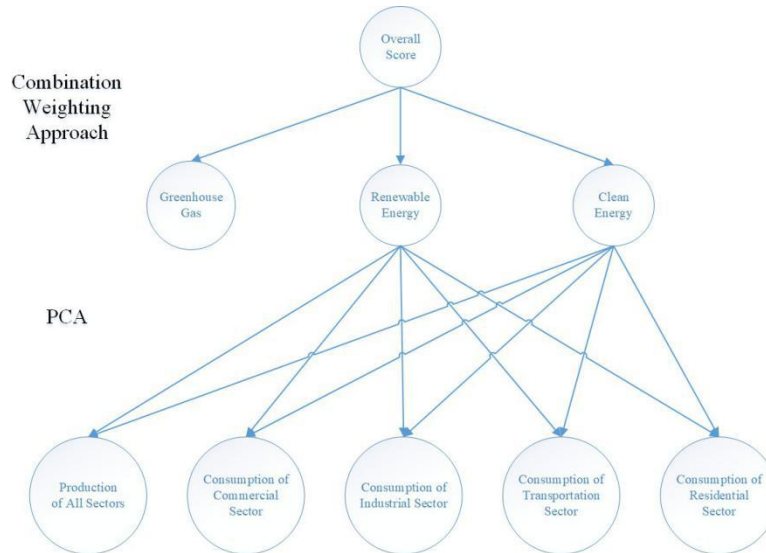 Overall
Score
Combination
Weighting
Approach
Greenhouse
Gas
Renewable
Energy
Clean
Energy
PCA
Production
of All Sectors
Consumption of
Commercial
Sector
Consumption of
Industrial Sector
Consumption of
Transportation
Sector
Consumption of
Residential
Sector